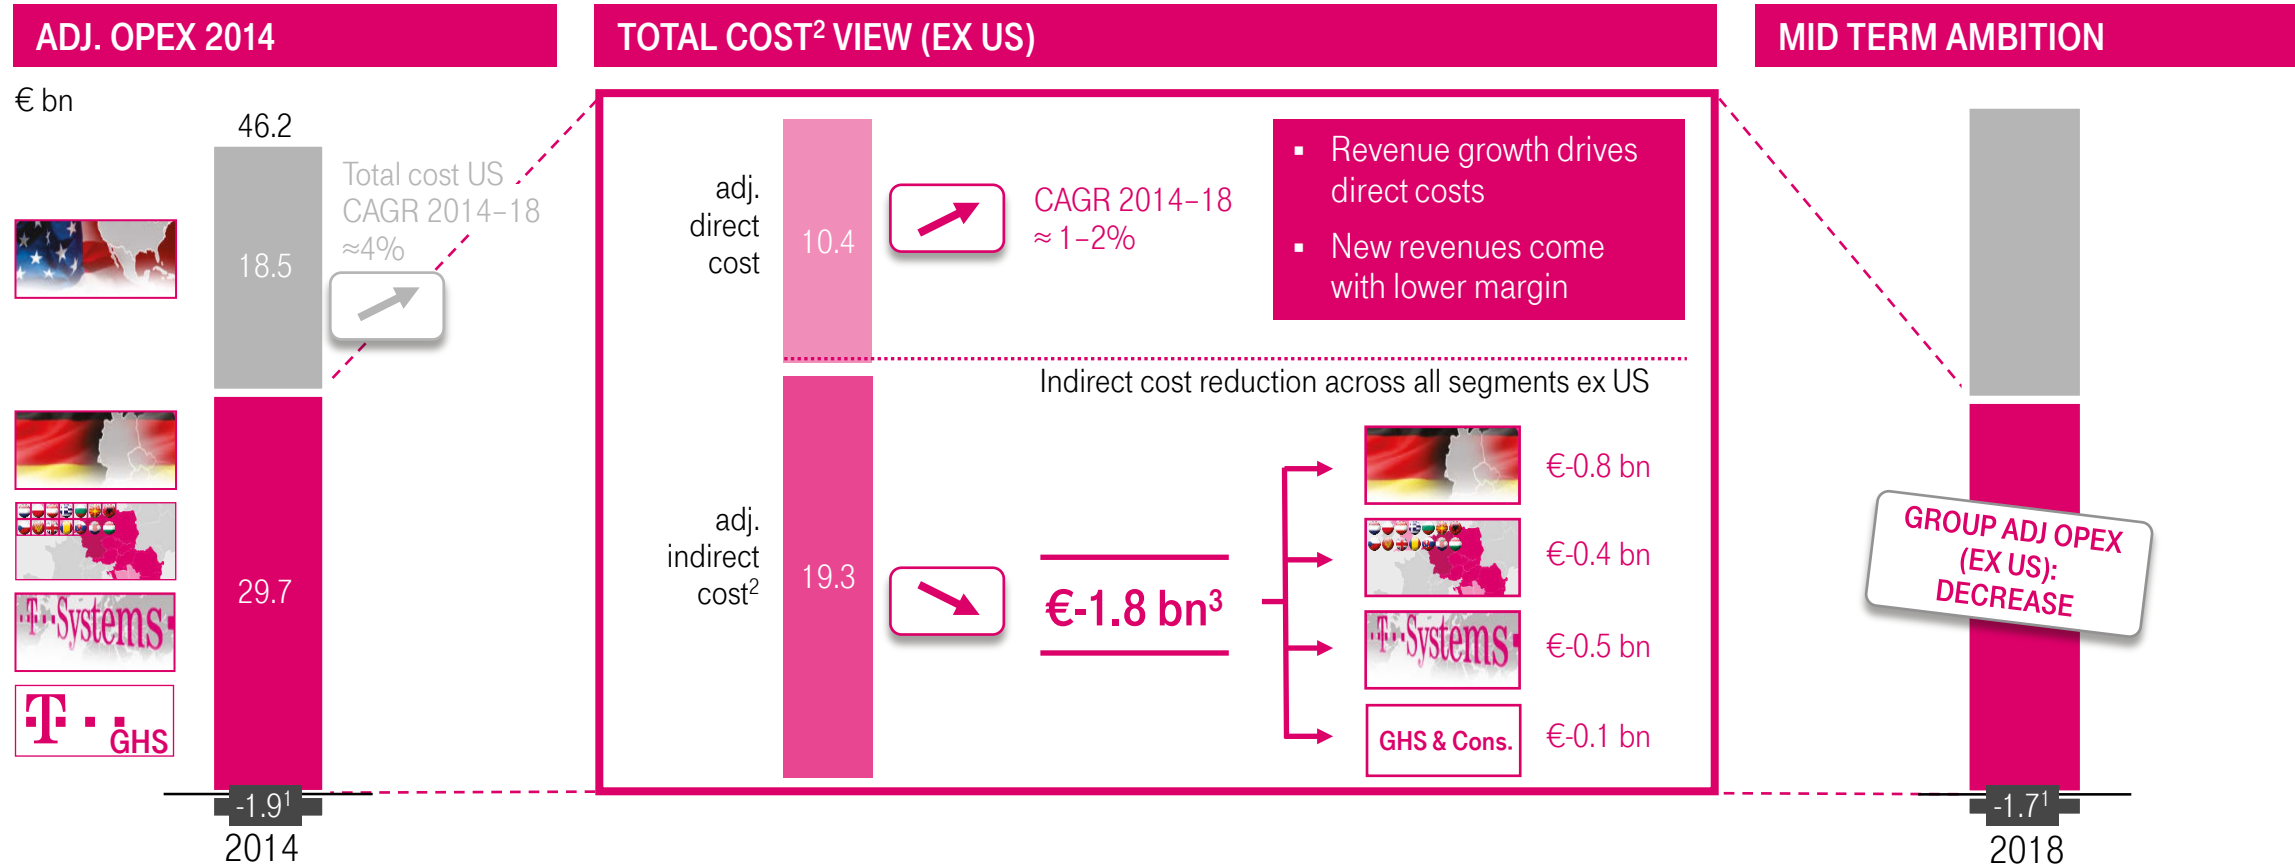 ADJ. OPEX 2014
€ bn
46.2
Total cost US
CAGR 2014–18
≈4%
18.5
29.7
·T··Systems·
T··
GHS
-1.9¹
2014
TOTAL COST² VIEW (EX US)
adj.
direct
cost
10.4
CAGR 2014–18
≈ 1–2%
▪ Revenue growth drives
direct costs
▪ New revenues come
with lower margin
Indirect cost reduction across all segments ex US
adj.
indirect
cost²
19.3
€-1.8 bn³
€-0.8 bn
€-0.4 bn
·T··Systems·
€-0.5 bn
GHS & Cons.
€-0.1 bn
MID TERM AMBITION
GROUP ADJ OPEX
(EX US):
DECREASE
-1.7¹
2018